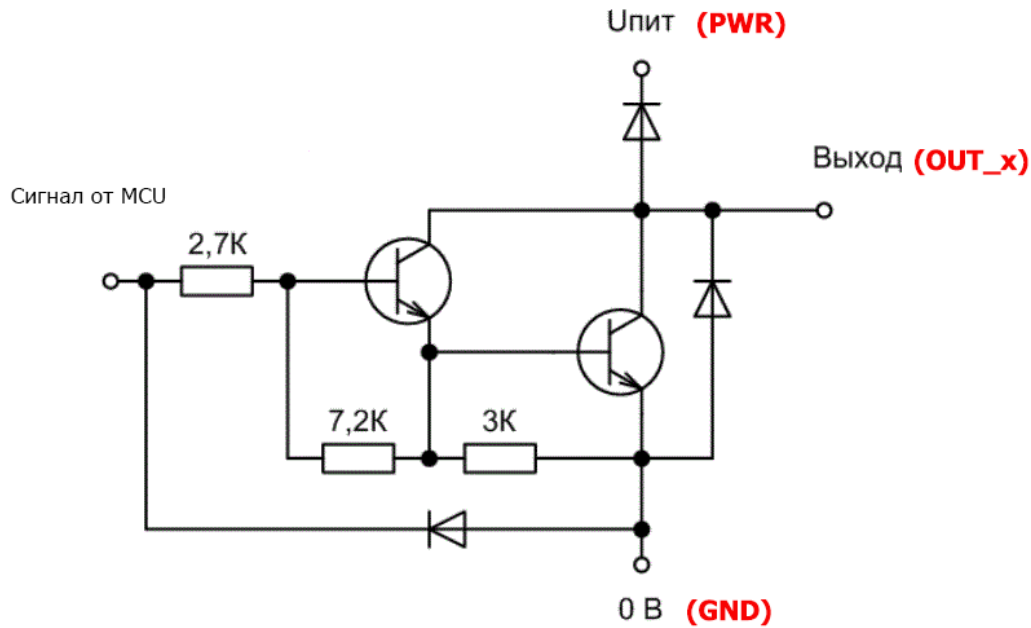 Uпит (PWR)
Выход (OUT_x)
Сигнал от MCU
2,7К
7,2К
3К
0 В (GND)